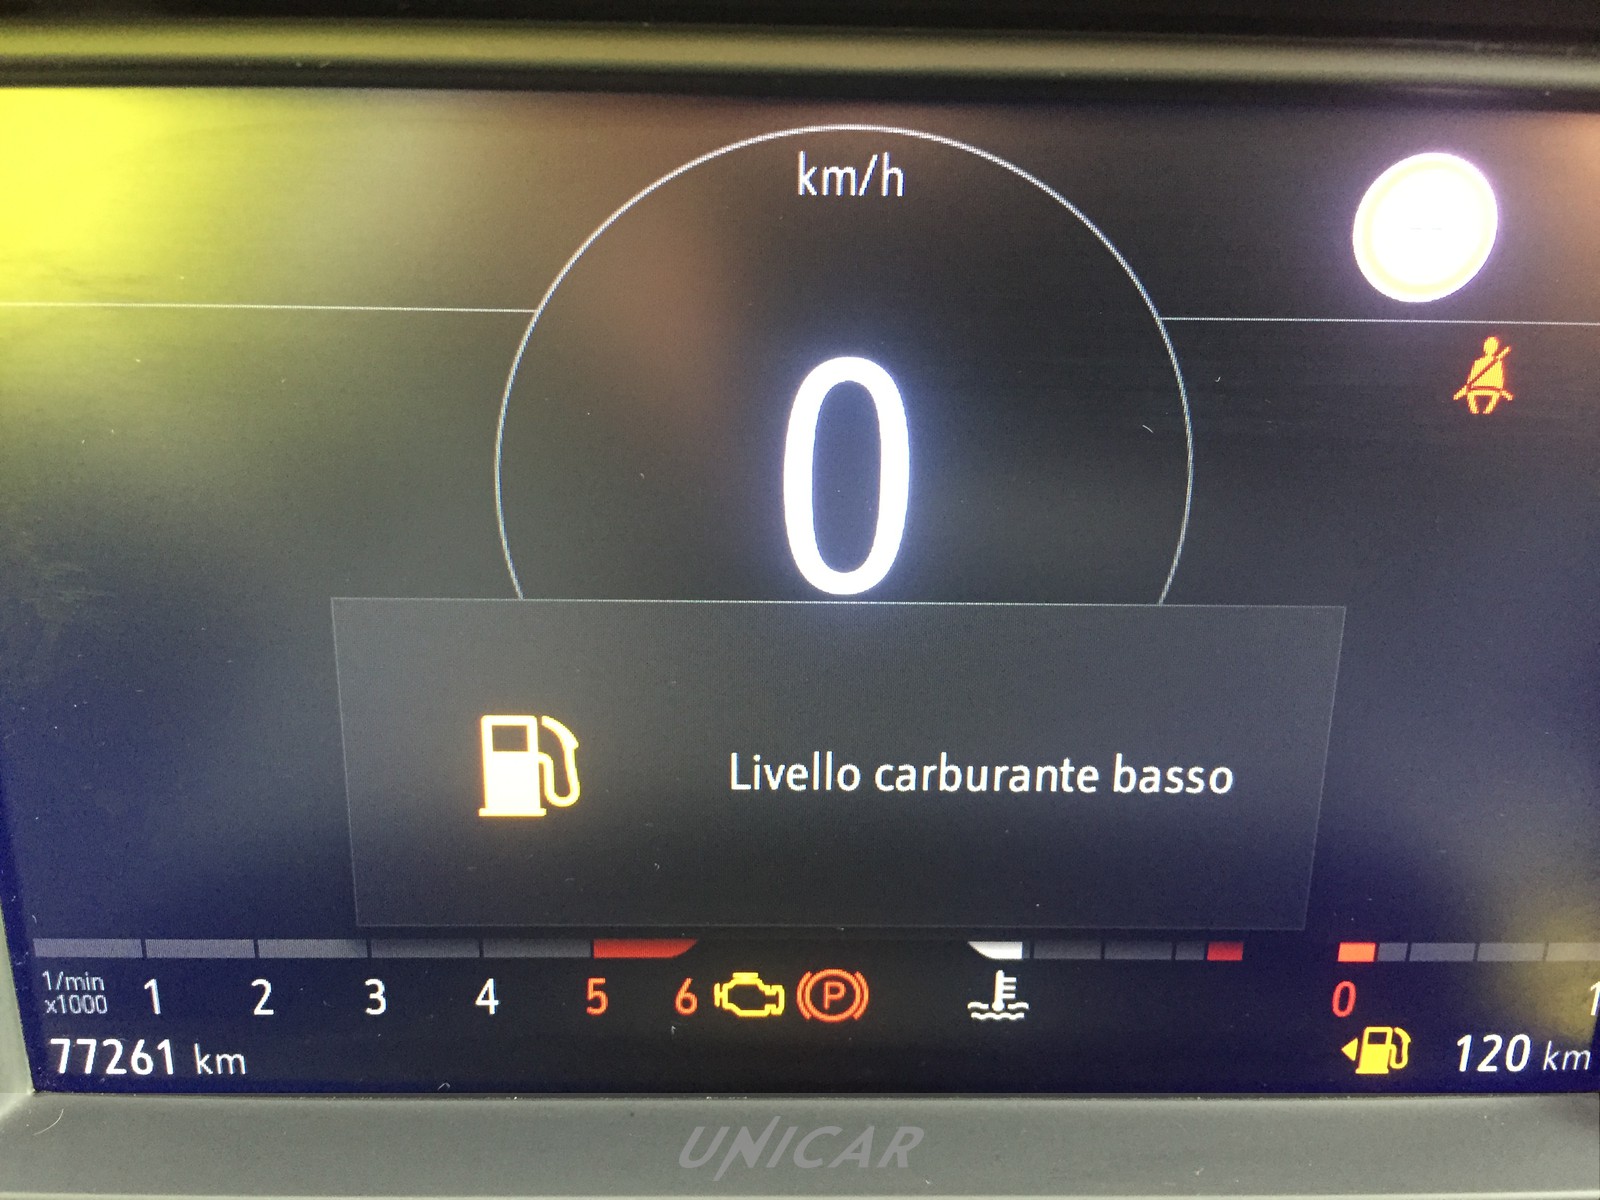 km/h
0
Livello carburante basso
1/min
x1000
1 2 3 4 5 6
P
0 1
77261 km
120 km
UNICAR